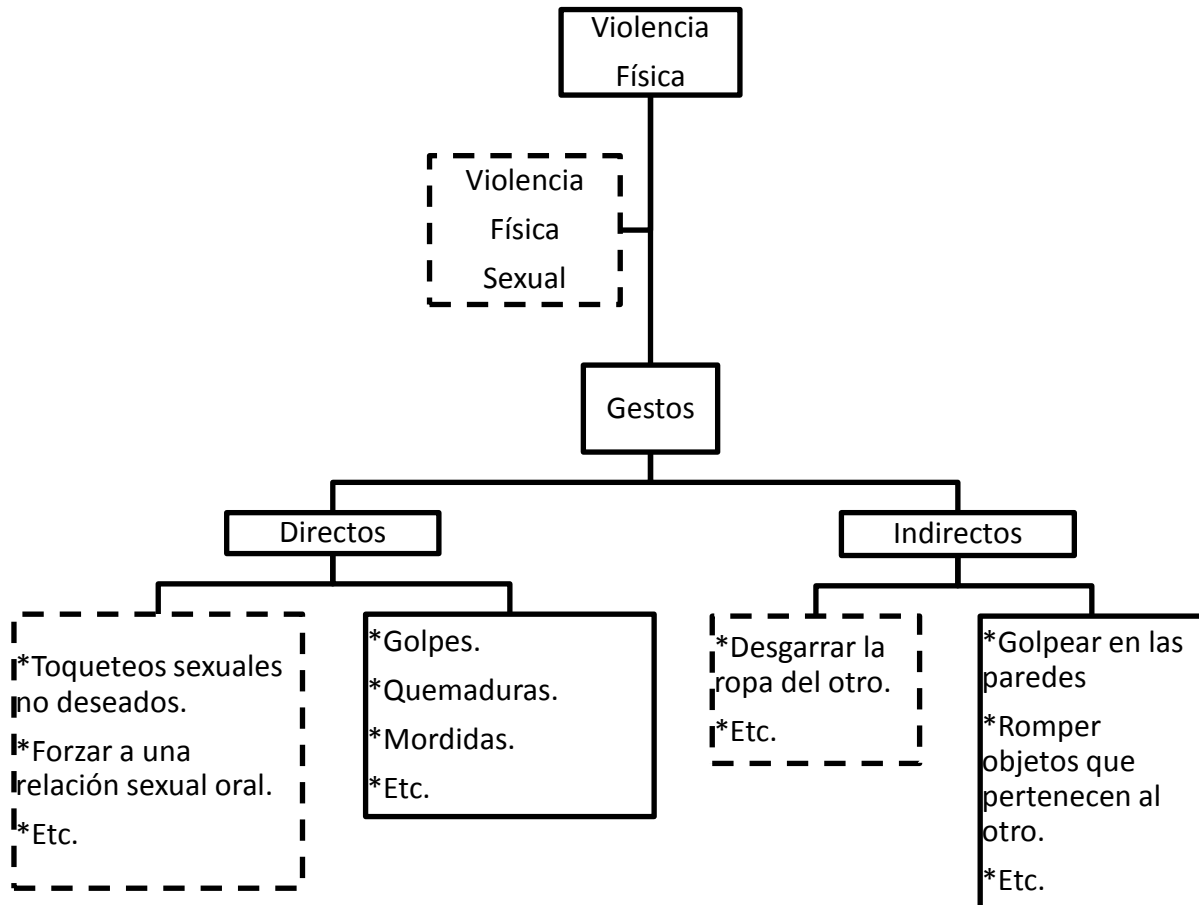 Violencia
Física
Violencia
Física
Sexual
Gestos
Directos
Indirectos
*Toqueteos sexuales
no deseados.
*Forzar a una
relación sexual oral.
*Etc.
*Golpes.
*Quemaduras.
*Mordidas.
*Etc.
*Desgarrar la
ropa del otro.
*Etc.
*Golpear en las
paredes
*Romper
objetos que
pertenecen al
otro.
*Etc.